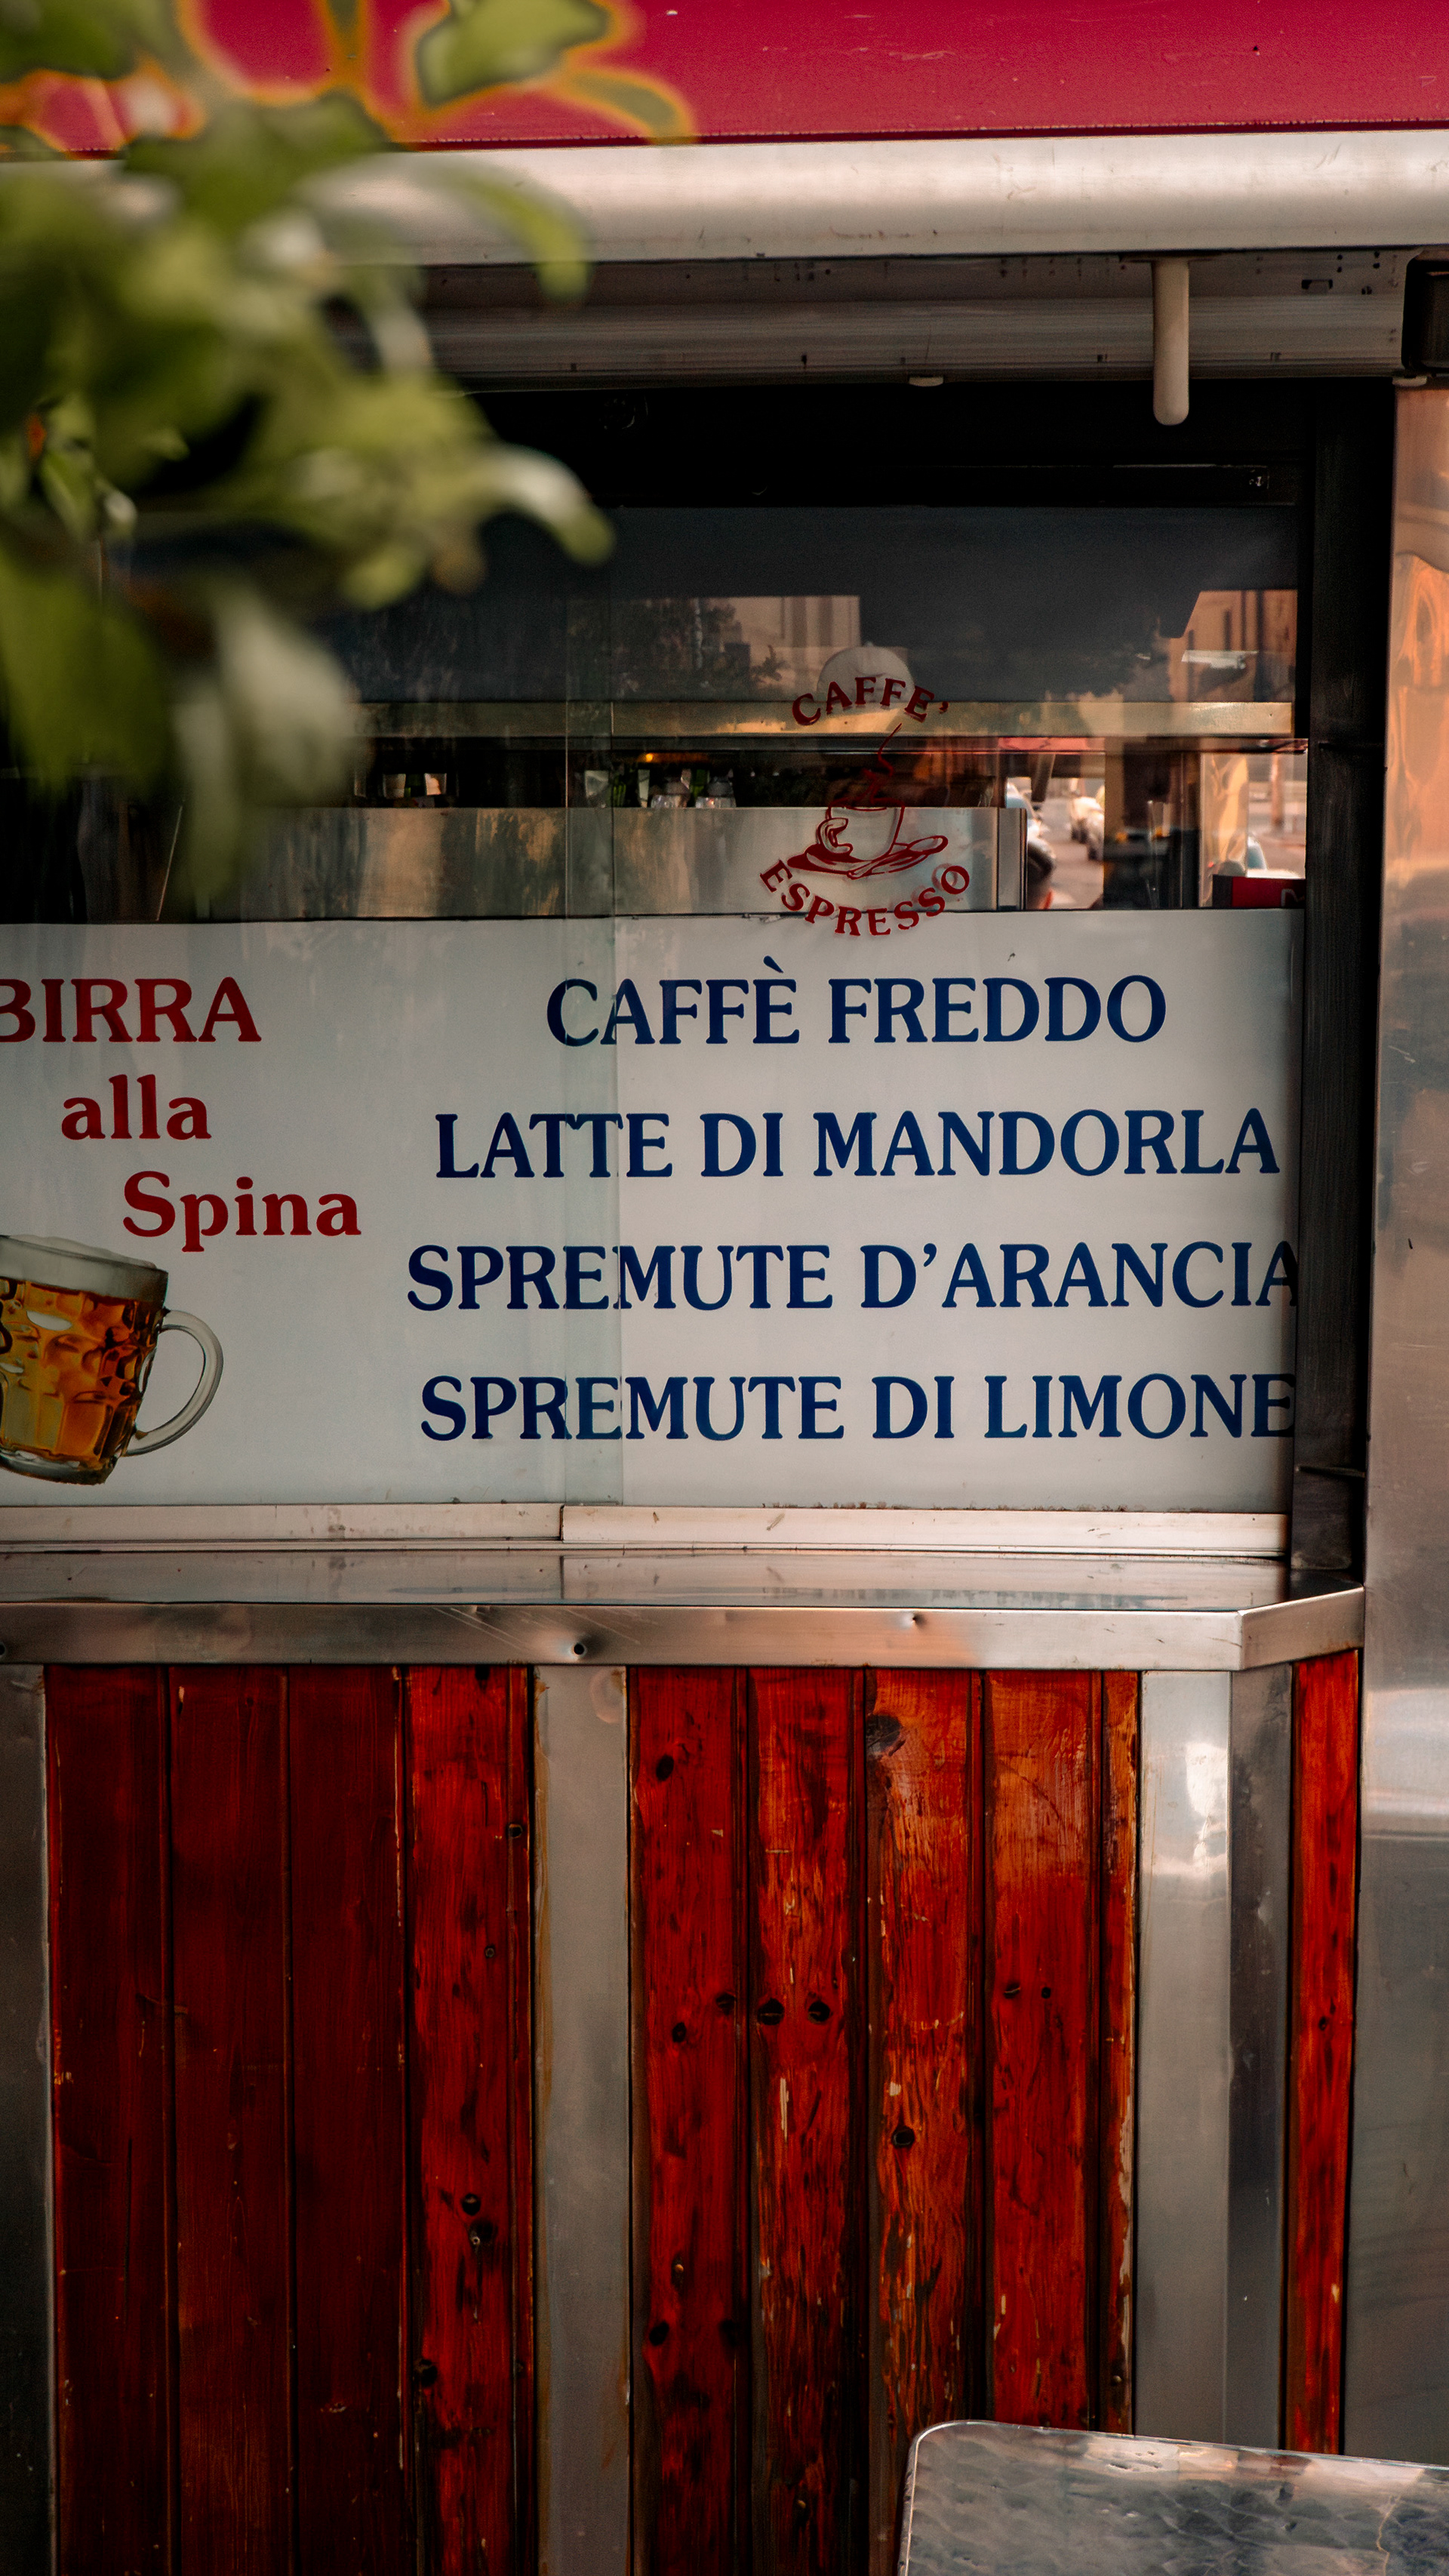 CAFFE'
ESPRESSO
BIRRA
alla
Spina
CAFFÈ FREDDO
LATTE DI MANDORLA
SPREMUTE D'ARANCIA
SPREMUTE DI LIMONE